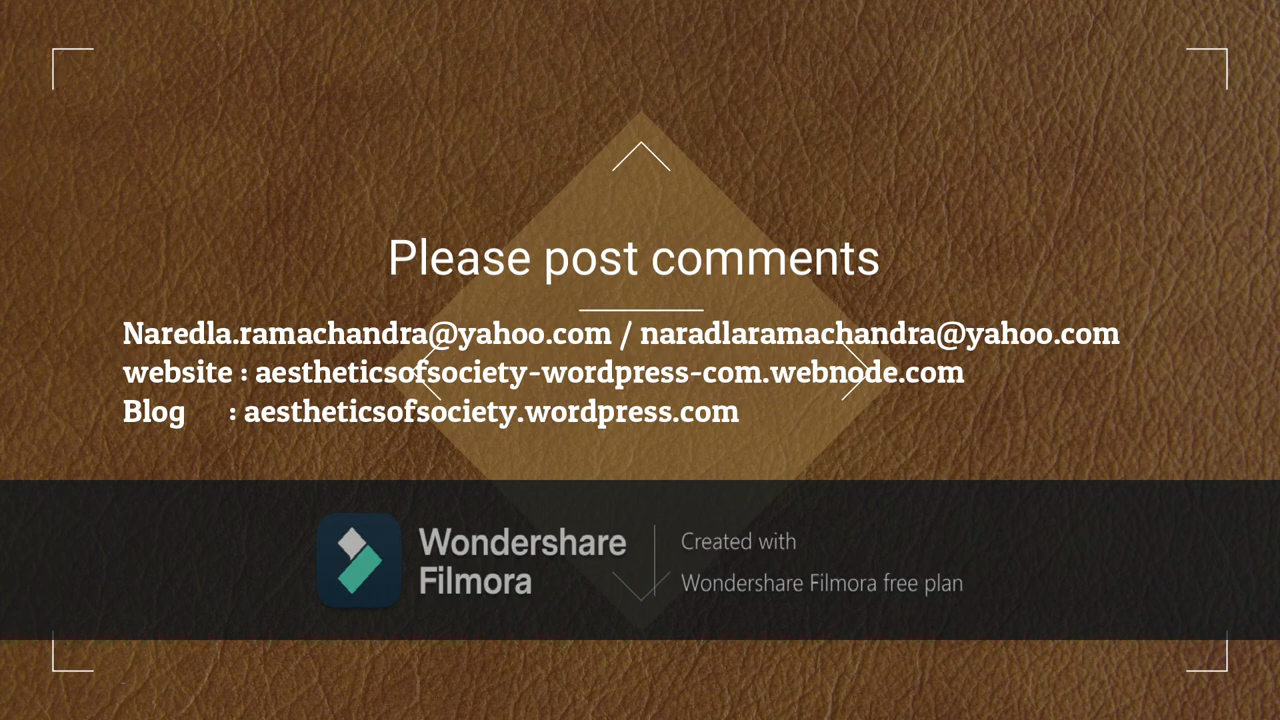 Please post comments
Naredla.ramachandra@yahoo.com / naradlaramachandra@yahoo.com
website : aestheticsofsociety-wordpress-com.webnode.com
Blog : aestheticsofsociety.wordpress.com
Wondershare
Filmora
Created with
Wondershare Filmora free plan